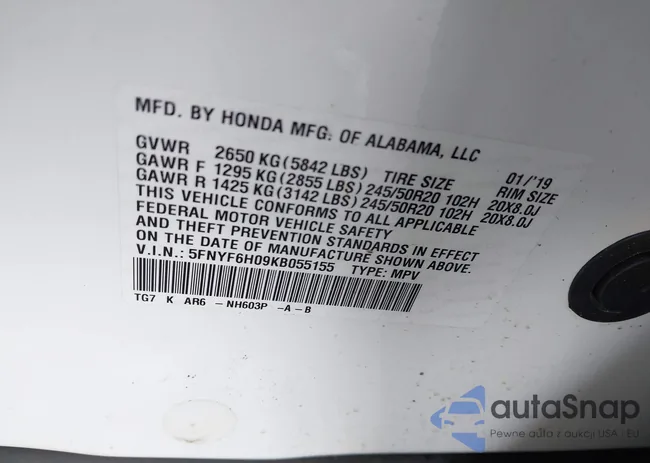 MFD. BY HONDA MFG. OF ALABAMA, LLC
01/'19
GVWR 2650 KG(5842 LBS) TIRE SIZE RIM SIZE
GAWR F 1295 KG(2855 LBS)245/50R20 102H 20X8.0J
GAWR R 1425 KG(3142 LBS)245/50R20 102H 20X8.0J
THIS VEHICLE CONFORMS TO ALL APPLICABLE
FEDERAL MOTOR VEHICLE SAFETY
AND THEFT PREVENTION STANDARDS IN EFFECT
ON THE DATE OF MANUFACTURE SHOWN ABOVE.
V.I.N.: 5FNYF6H09KB055155 TYPE: MPV
TG7 K AR6 -NH603P -A-B
autoSnap
Pewne auta z aukcji USA i EU